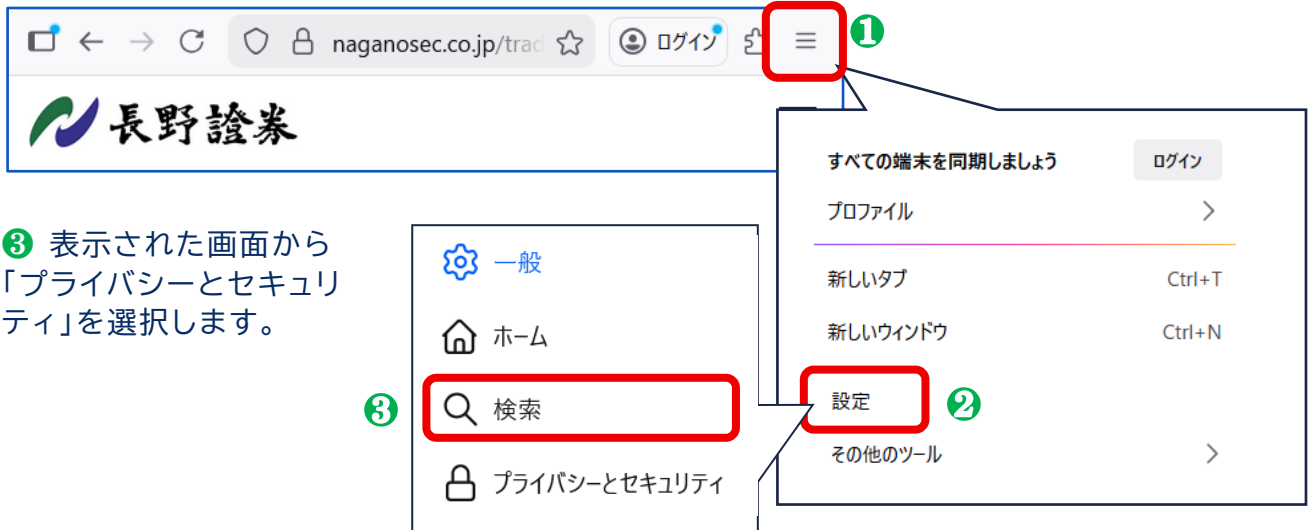 naganosec.co.jp/trad
ログイン
❶
長野證券
すべての端末を同期しましょう
ログイン
プロファイル
新しいタブ Ctrl+T
新しいウィンドウ Ctrl+N
設定 ❷
その他のツール
❸ 表示された画面から
「プライバシーとセキュリ
ティ」を選択します。
一般
ホーム
❸ 検索
プライバシーとセキュリティ